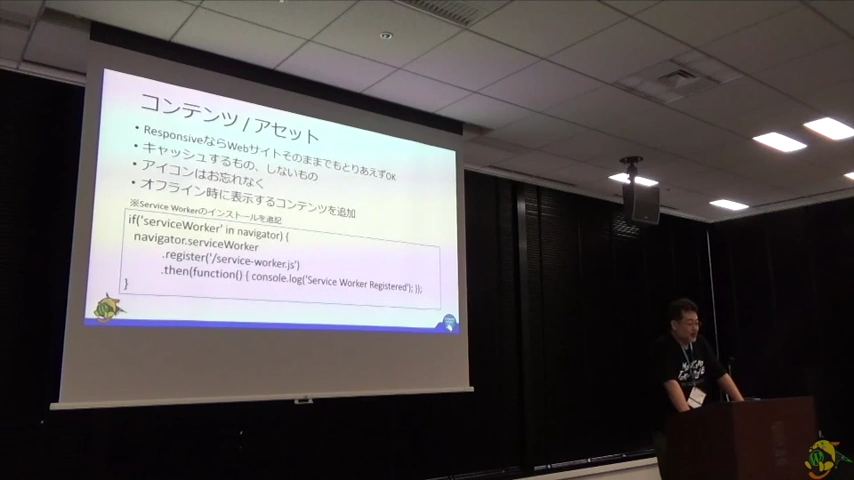 コンテンツ / アセット
• ResponsiveならWebサイトそのままでもとりあえずOK
• キャッシュするもの、しないもの
• アイコンはお忘れなく
• オフライン時に表示するコンテンツを追加
※Service Workerのインストールを追記
if('serviceWorker' in navigator) {
navigator.serviceWorker
.register('/service-worker.js')
.then(function() { console.log('Service Worker Registered'); });
}